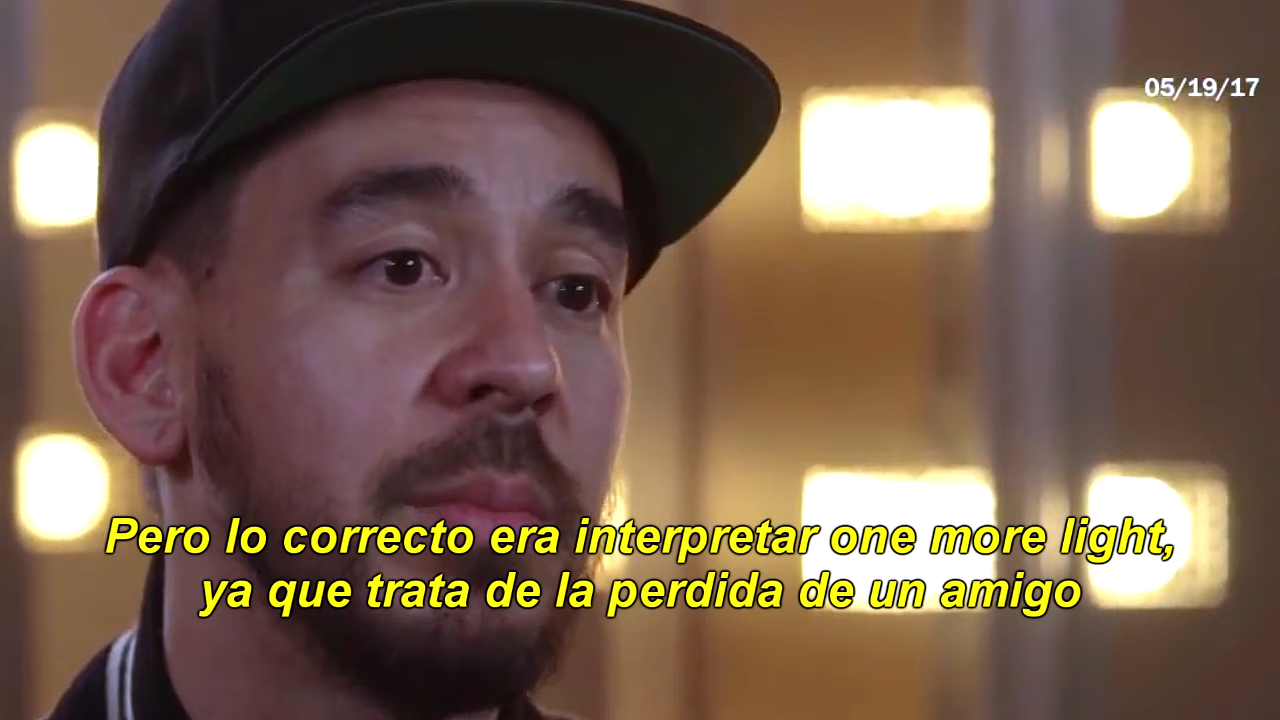 05/19/17
Pero lo correcto era interpretar one more light,
ya que trata de la perdida de un amigo